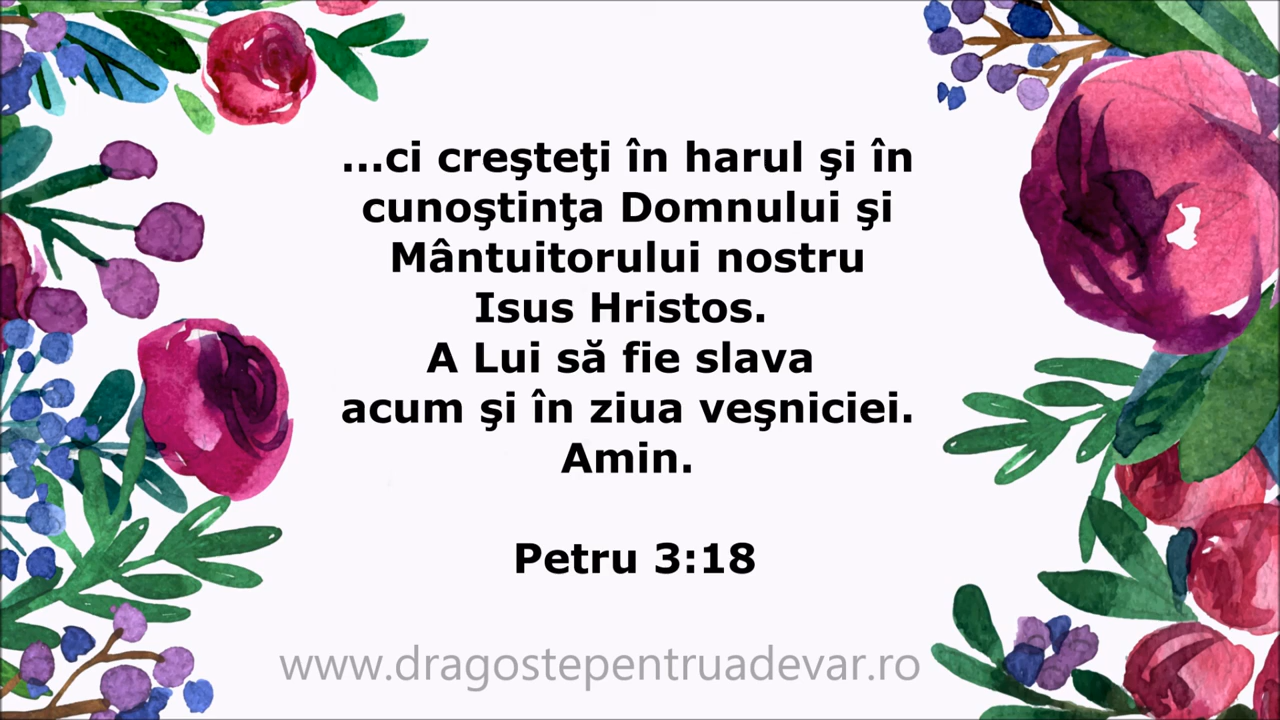 ...ci creşteţi în harul şi în
cunoştinţa Domnului şi
Mântuitorului nostru
Isus Hristos.
A Lui să fie slava
acum şi în ziua veşniciei.
Amin.
Petru 3:18
www.dragostepentruadevar.ro